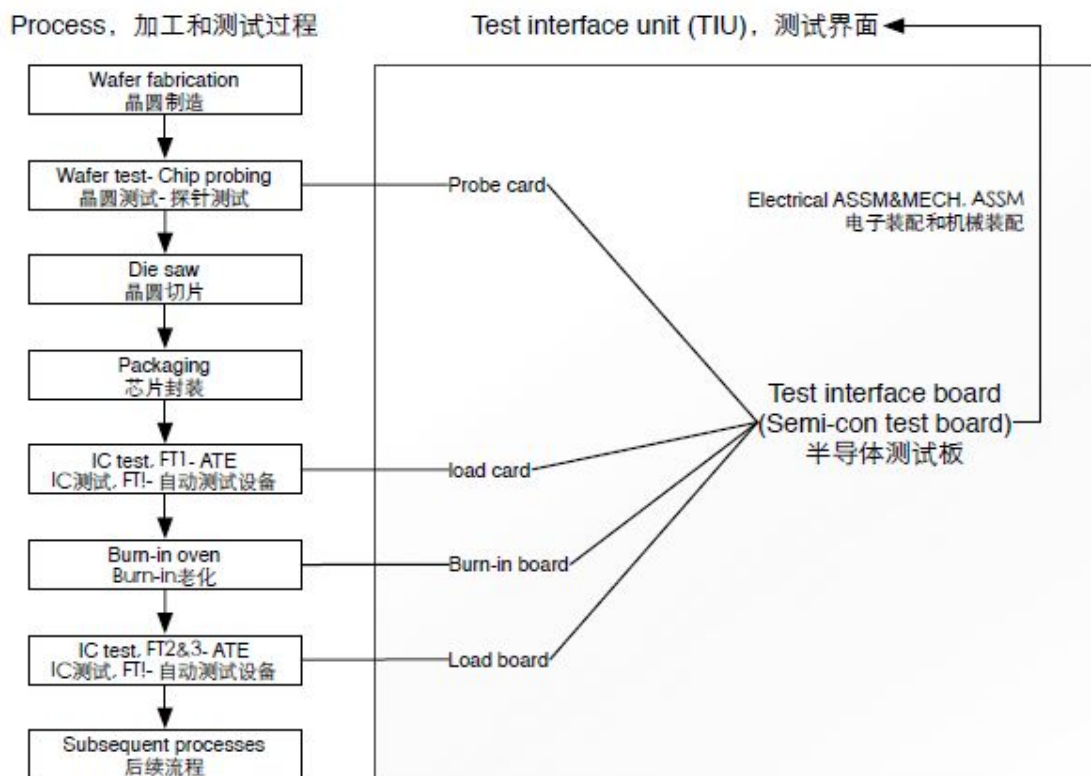 Process，加工和测试过程
Test interface unit (TIU)，测试界面
Wafer fabrication
晶圆制造
Wafer test- Chip probing
晶圆测试- 探针测试
Probe card
Electrical ASSM&MECH. ASSM
电子装配和机械装配
Die saw
晶圆切片
Packaging
芯片封装
Test interface board
(Semi-con test board)
半导体测试板
IC test, FT1- ATE
IC测试, FT!- 自动测试设备
load card
Burn-in oven
Burn-in老化
Burn-in board
IC test, FT2&3- ATE
IC测试, FT!- 自动测试设备
Load board
Subsequent processes
后续流程